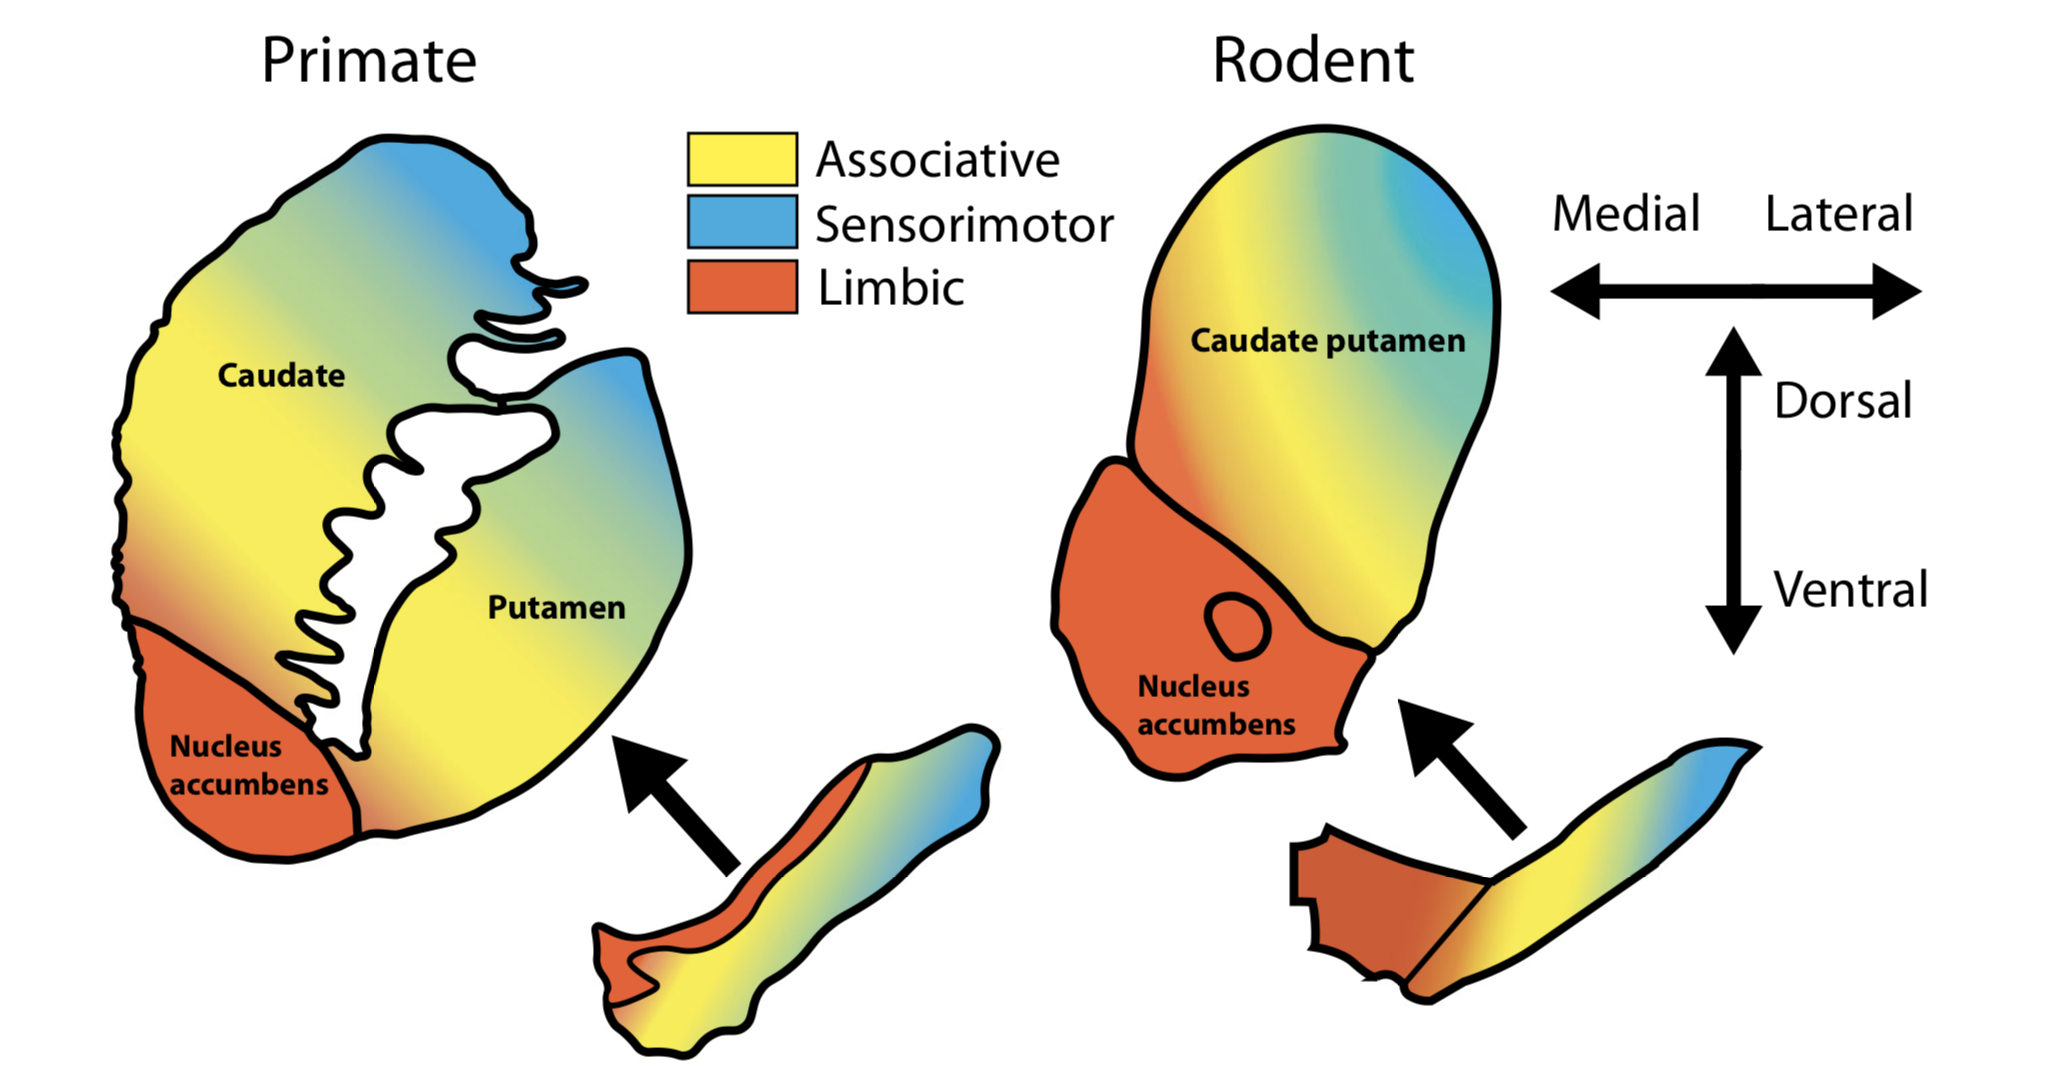 Primate
Rodent
Associative
Sensorimotor
Limbic
Medial
Lateral
Dorsal
Ventral
Caudate
Putamen
Nucleus
accumbens
Caudate putamen
Nucleus
accumbens